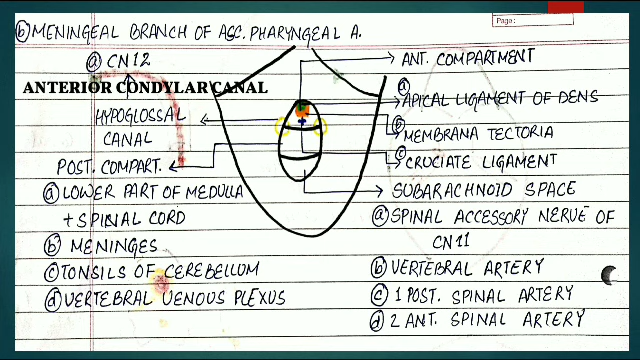 Page:
ⓑ MENINGEAL BRANCH OF ASC. PHARYNGEAL A.
ⓐ CN12
ANTERIOR CONDYLAR CANAL
HYPOGLOSSAL
CANAL
POST. COMPART.
ⓐ LOWER PART OF MEDULLA
+ SPINAL CORD
ⓑ MENINGES
ⓒ TONSILS OF CEREBELLUM
ⓓ VERTEBRAL VENOUS PLEXUS
ANT. COMPARTMENT
ⓐ APICAL LIGAMENT OF DENS
ⓑ MEMBRANA TECTORIA
ⓒ CRUCIATE LIGAMENT
SUBARACHNOID SPACE
ⓐ SPINAL ACCESSORY NERVE OF
CN11
ⓑ VERTEBRAL ARTERY
ⓒ 1 POST. SPINAL ARTERY
ⓓ 2 ANT. SPINAL ARTERY